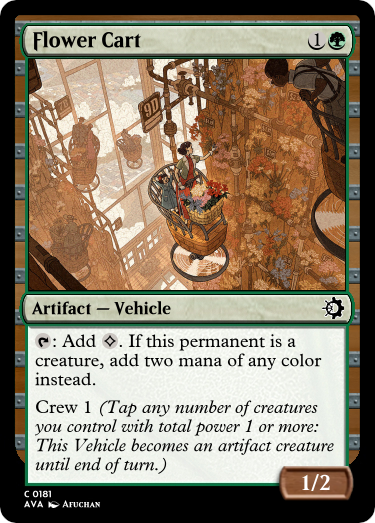 Flower Cart 1
9D
Artifact — Vehicle
: Add . If this permanent is a
creature, add two mana of any color
instead.
Crew 1 (Tap any number of creatures
you control with total power 1 or more:
This Vehicle becomes an artifact creature
until end of turn.)
1/2
C 0181
AVA Afuchan